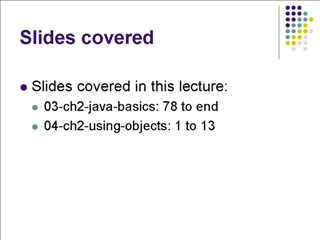 Slides covered
Slides covered in this lecture:
03-ch2-java-basics: 78 to end
04-ch2-using-objects: 1 to 13